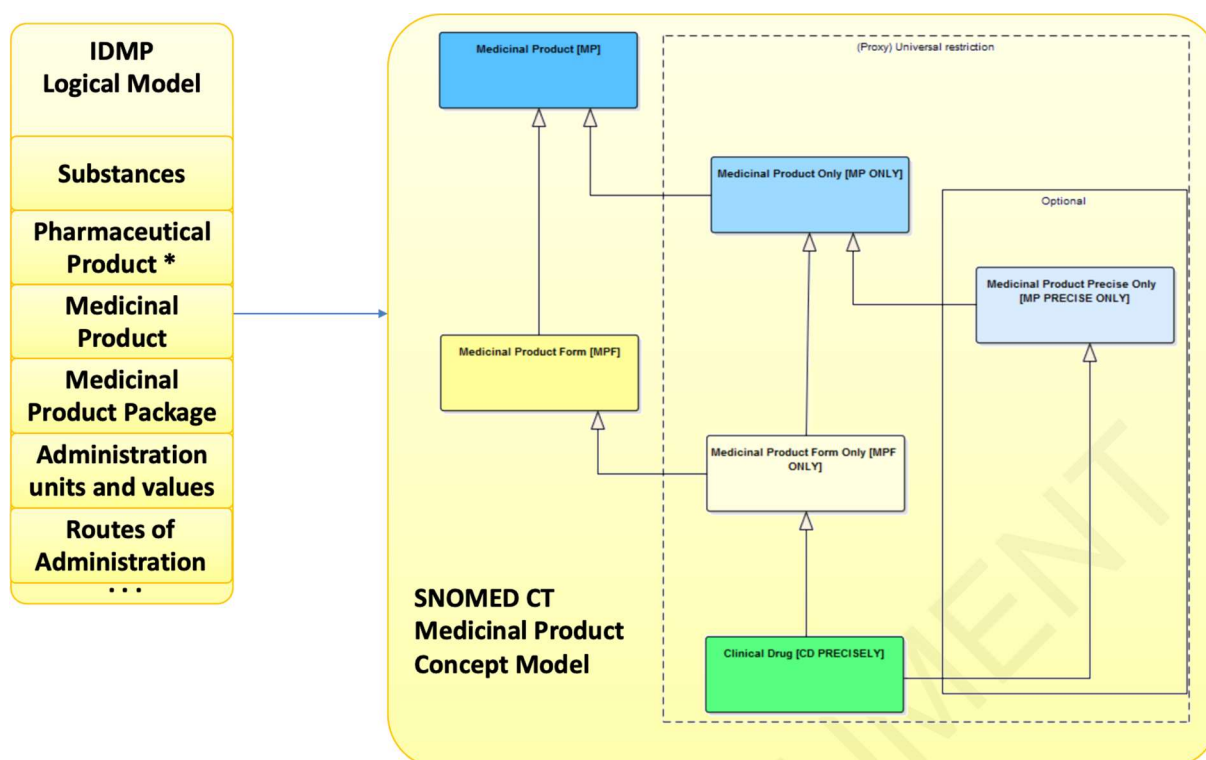 IDMP
Logical Model
Substances
Pharmaceutical
Product *
Medicinal
Product
Medicinal
Product Package
Administration
units and values
Routes of
Administration
...
Medicinal Product [MP]
(Proxy) Universal restriction
Medicinal Product Only [MP ONLY]
Optional
Medicinal Product Precise Only
[MP PRECISE ONLY]
Medicinal Product Form [MPF]
Medicinal Product Form Only [MPF
ONLY]
Clinical Drug [CD PRECISELY]
SNOMED CT
Medicinal Product
Concept Model